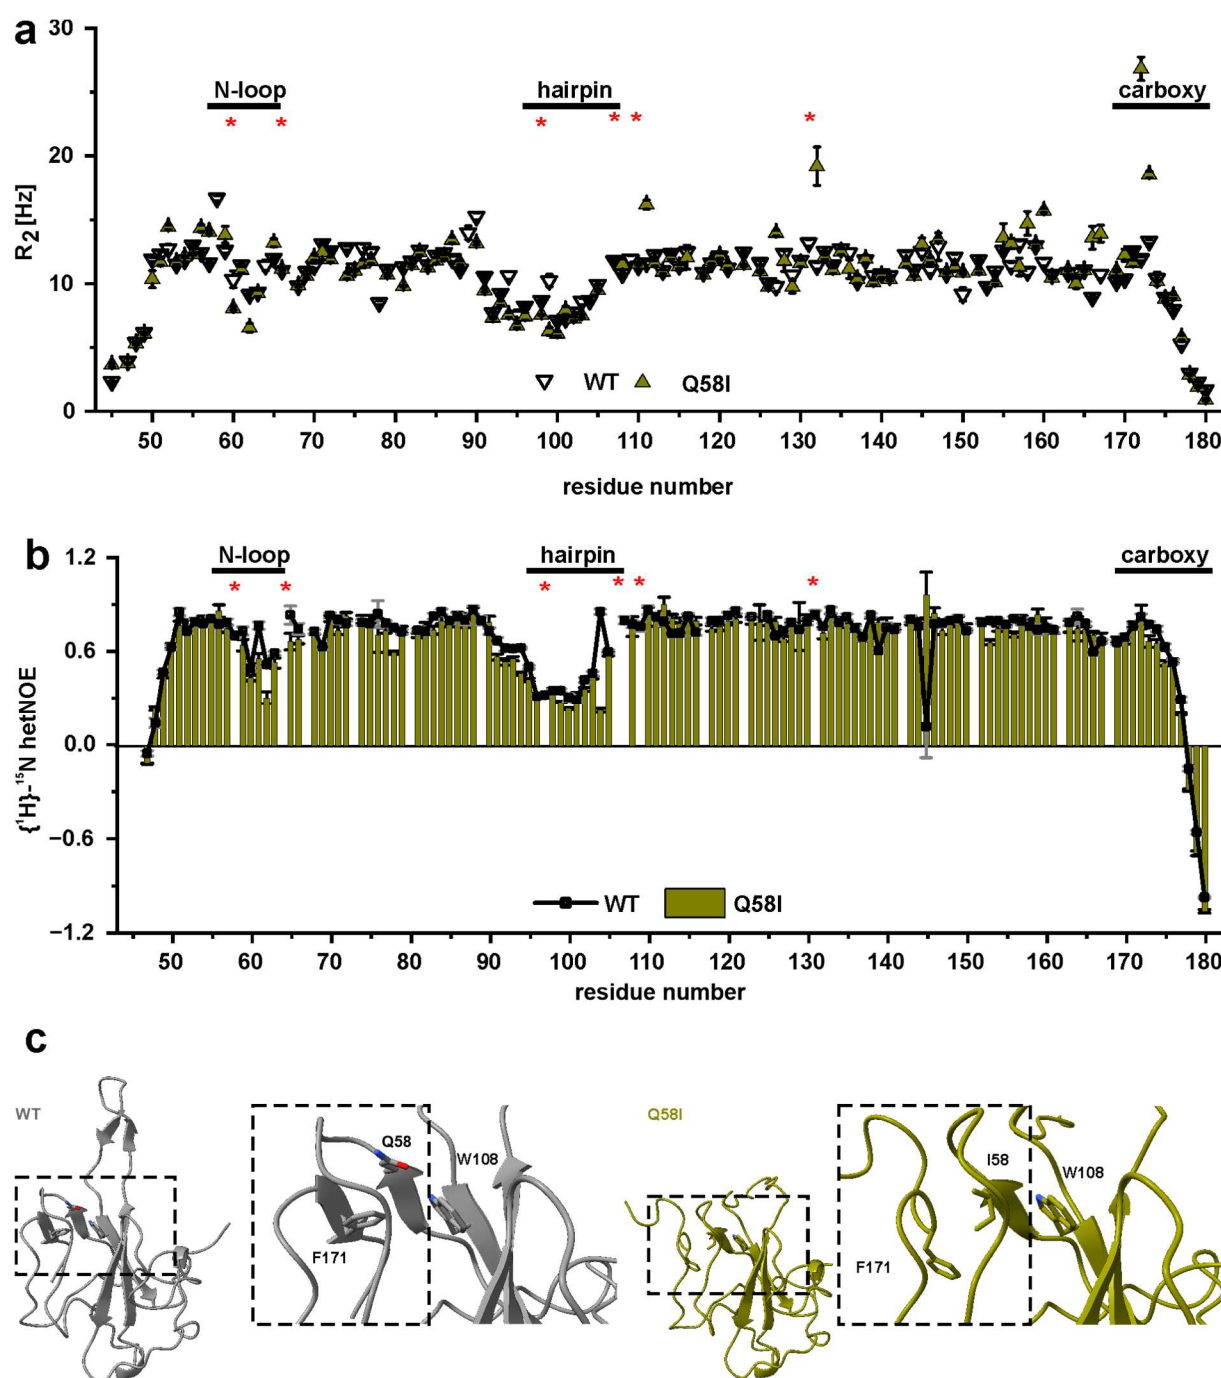 a
30
20
10
0
R2 [Hz]
N-loop
hairpin
carboxy
* * * * * *
WT Q58I
50 60 70 80 90 100 110 120 130 140 150 160 170 180
residue number
b
1.2
0.6
0.0
−0.6
−1.2
{1H}-15N hetNOE
N-loop
hairpin
carboxy
* * * * * *
WT Q58I
50 60 70 80 90 100 110 120 130 140 150 160 170 180
residue number
c
WT
Q58
W108
F171
Q58I
I58
W108
F171